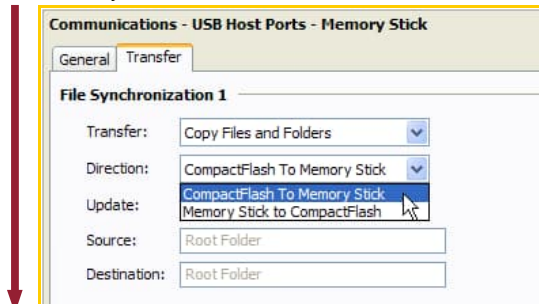 Communications - USB Host Ports - Memory Stick
General Transfer
File Synchronization 1
Transfer: Copy Files and Folders
Direction: CompactFlash To Memory Stick
CompactFlash To Memory Stick
Update:
Memory Stick to CompactFlash
Source: Root Folder
Destination: Root Folder